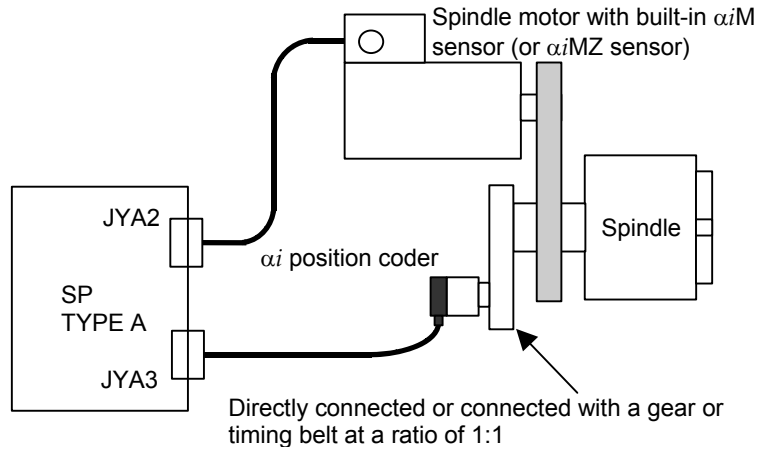 Spindle motor with built-in αiM
sensor (or αiMZ sensor)
JYA2
αi position coder
Spindle
SP
TYPE A
JYA3
Directly connected or connected with a gear or
timing belt at a ratio of 1:1